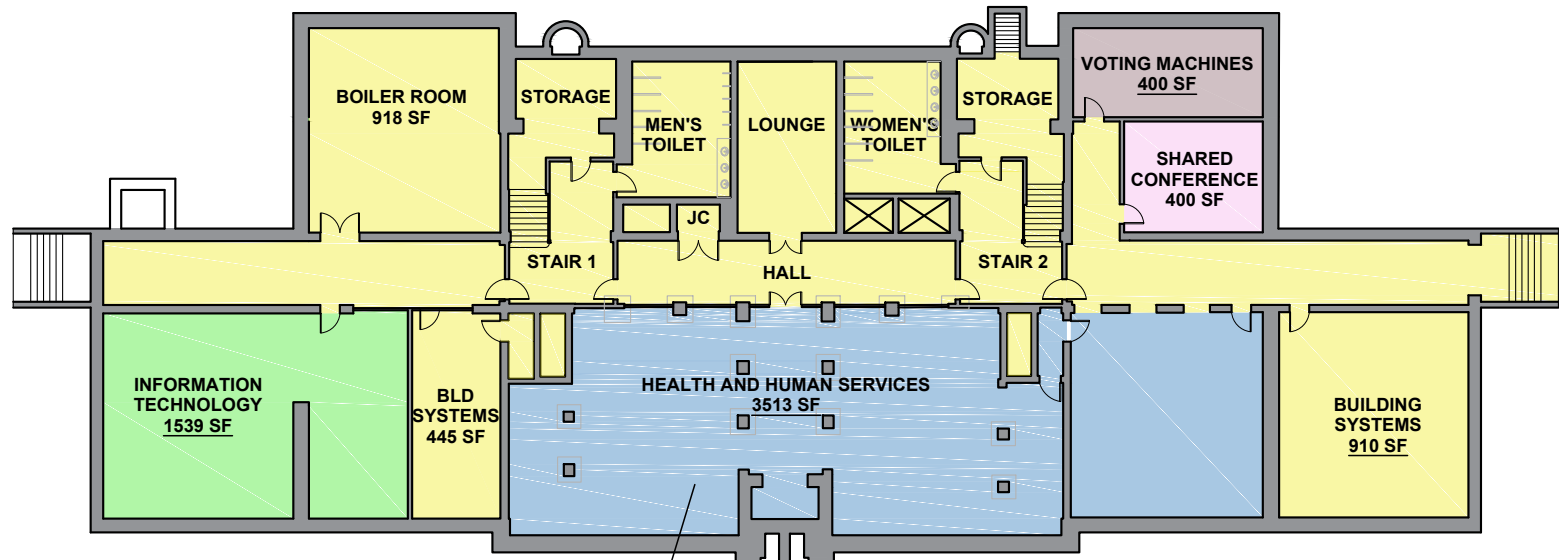 BOILER ROOM
918 SF
STORAGE
MEN'S
TOILET
LOUNGE
WOMEN'S
TOILET
STORAGE
VOTING MACHINES
400 SF
SHARED
CONFERENCE
400 SF
JC
STAIR 1
HALL
STAIR 2
INFORMATION
TECHNOLOGY
1539 SF
BLD
SYSTEMS
445 SF
HEALTH AND HUMAN SERVICES
3513 SF
BUILDING
SYSTEMS
910 SF